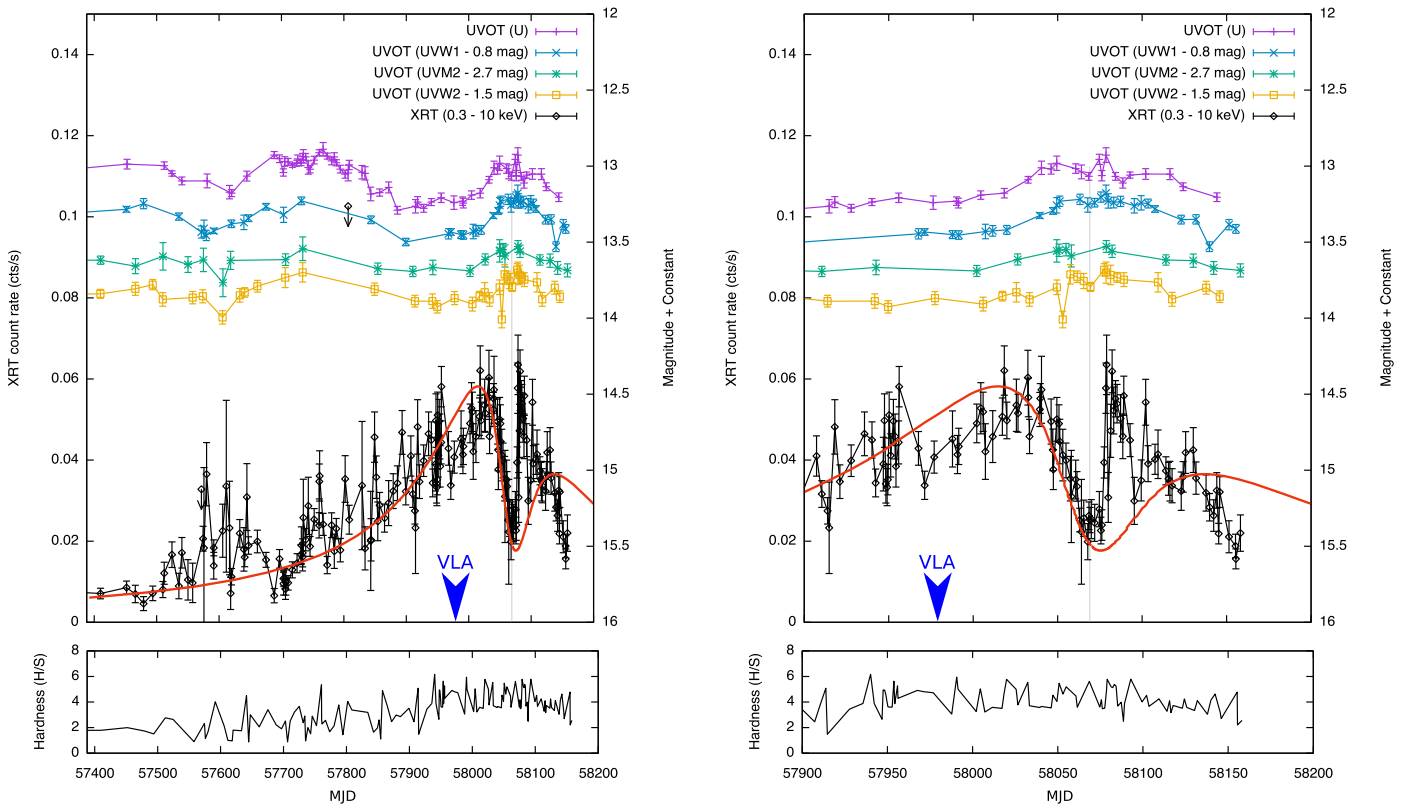 0.14
0.12
0.1
0.08
0.06
0.04
0.02
0
XRT count rate (cts/s)
12
12.5
13
13.5
14
14.5
15
15.5
16
Magnitude + Constant
UVOT (U)
UVOT (UVW1 - 0.8 mag)
UVOT (UVM2 - 2.7 mag)
UVOT (UVW2 - 1.5 mag)
XRT (0.3 - 10 keV)
VLA
8
6
4
2
0
Hardness (H/S)
57400 57500 57600 57700 57800 57900 58000 58100 58200
MJD
0.14
0.12
0.1
0.08
0.06
0.04
0.02
0
XRT count rate (cts/s)
12
12.5
13
13.5
14
14.5
15
15.5
16
Magnitude + Constant
UVOT (U)
UVOT (UVW1 - 0.8 mag)
UVOT (UVM2 - 2.7 mag)
UVOT (UVW2 - 1.5 mag)
XRT (0.3 - 10 keV)
VLA
8
6
4
2
0
Hardness (H/S)
57900 57950 58000 58050 58100 58150 58200
MJD